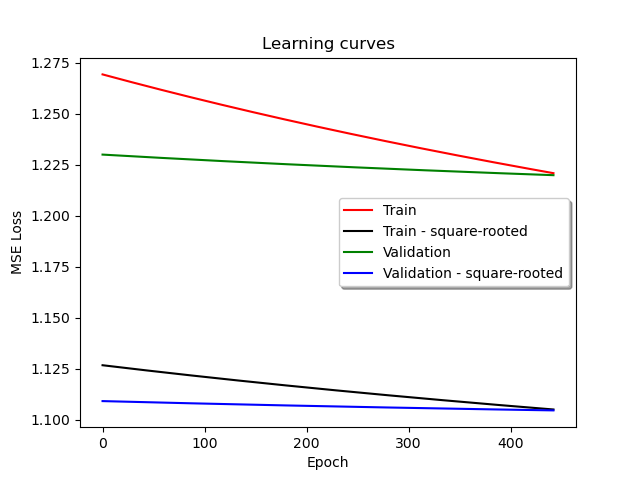 Learning curves
MSE Loss
1.275
1.250
1.225
1.200
1.175
1.150
1.125
1.100
Train
Train - square-rooted
Validation
Validation - square-rooted
0
100
200
300
400
Epoch